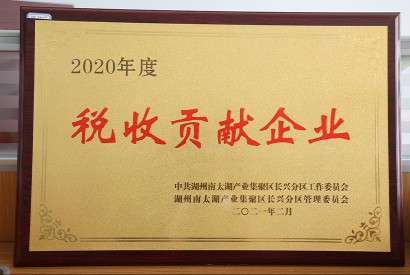 2020年度
税收贡献企业
中共湖州南太湖产业集聚区长兴分区工作委员会
湖州南太湖产业集聚区长兴分区管理委员会
二〇二一年二月